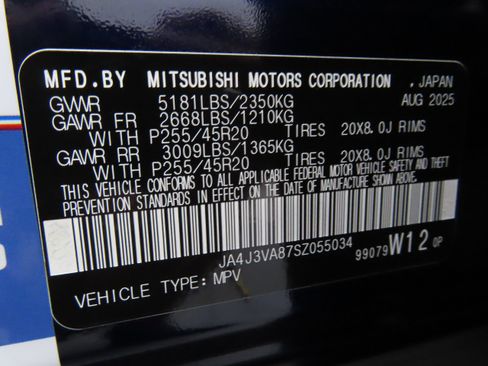 MFD.BY MITSUBISHI MOTORS CORPORATION , JAPAN
GVWR 5181LBS/2350KG AUG 2025
GAWR FR 2668LBS/1210KG
WITH P255/45R20 TIRES 20X8.0J RIMS
GAWR RR 3009LBS/1365KG
WITH P255/45R20 TIRES 20X8.0J RIMS
THIS VEHICLE CONFORMS TO ALL APPLICABLE FEDERAL MOTOR VEHICLE SAFETY AND THEFT
PREVENTION STANDARDS IN EFFECT ON THE DATE OF MANUFACTURE SHOWN ABOVE.
JA4J3VA87SZ055034
99079 W12 0P
VEHICLE TYPE: MPV